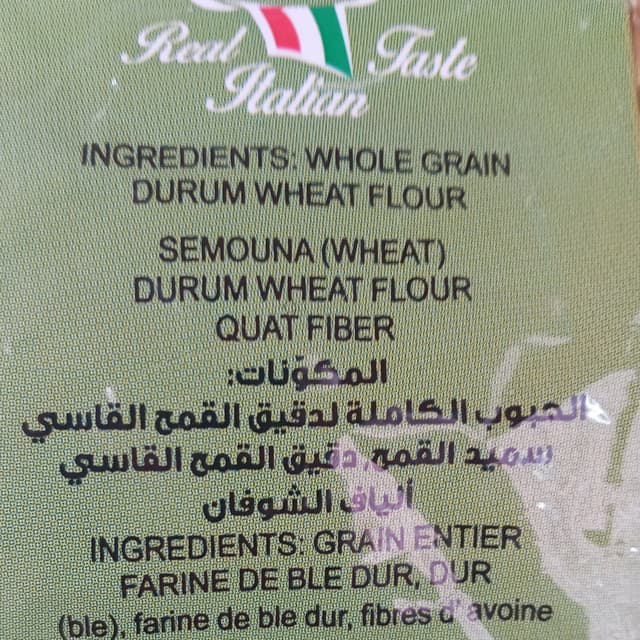 Real Taste
Italian
INGREDIENTS: WHOLE GRAIN
DURUM WHEAT FLOUR
SEMOUNA (WHEAT)
DURUM WHEAT FLOUR
QUAT FIBER
المكوّنات:
الحبوب الكاملة لدقيق القمح القاسي
سميد القمح, دقيق القمح القاسي
ألياف الشوفان
INGREDIENTS: GRAIN ENTIER
FARINE DE BLE DUR, DUR
(ble), farine de ble dur, fibres d' avoine